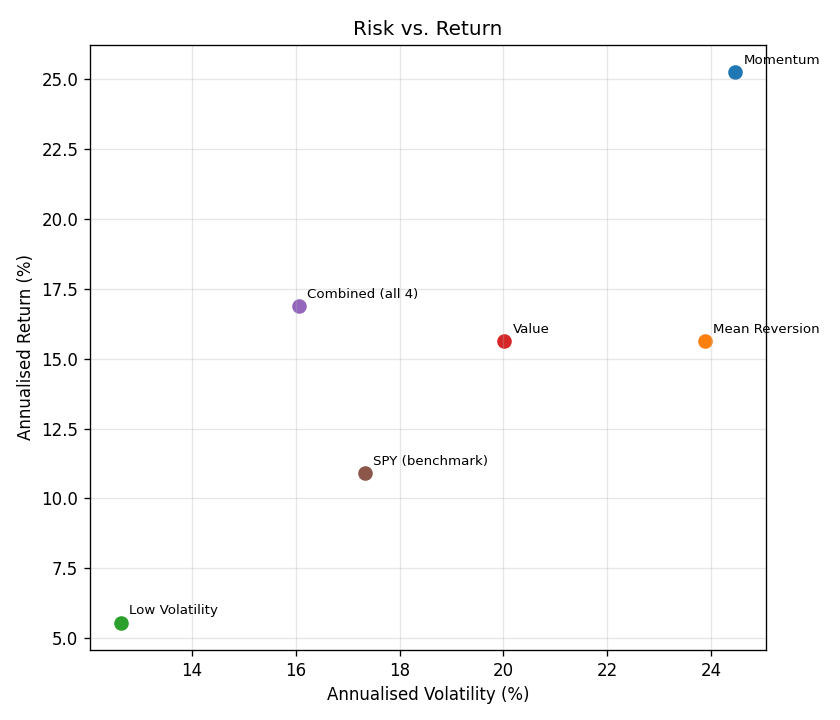 Risk vs. Return
Annualised Return (%)
25.0
22.5
20.0
17.5
15.0
12.5
10.0
7.5
5.0
Momentum
Combined (all 4)
Value
Mean Reversion
SPY (benchmark)
Low Volatility
14
16
18
20
22
24
Annualised Volatility (%)